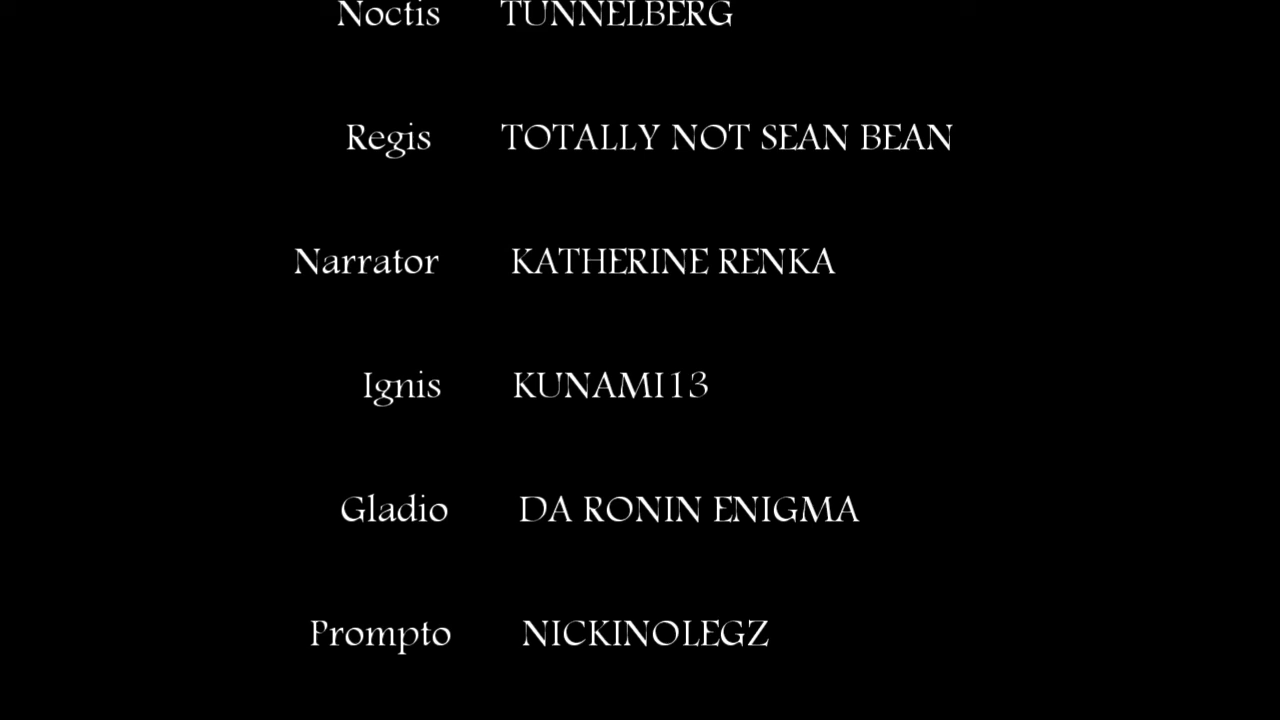 Noctis TUNNELBERG
Regis TOTALLY NOT SEAN BEAN
Narrator KATHERINE RENKA
Ignis KUNAMI13
Gladio DA RONIN ENIGMA
Prompto NICKINOLEGZ